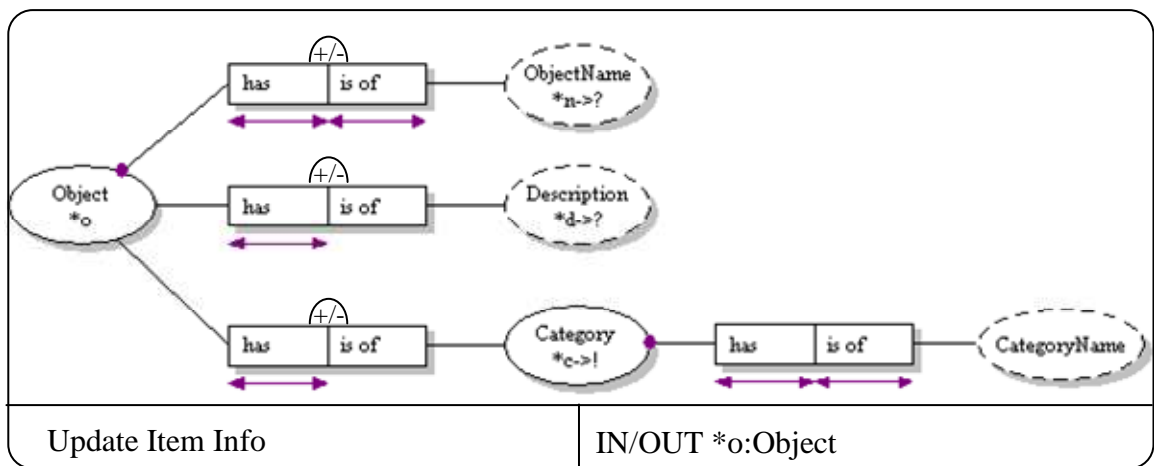 +/-
has is of
ObjectName
*n->?
Object
*o
+/-
has is of
Description
*d->?
+/-
has is of
Category
*c->!
has is of
CategoryName
Update Item Info
IN/OUT *o:Object